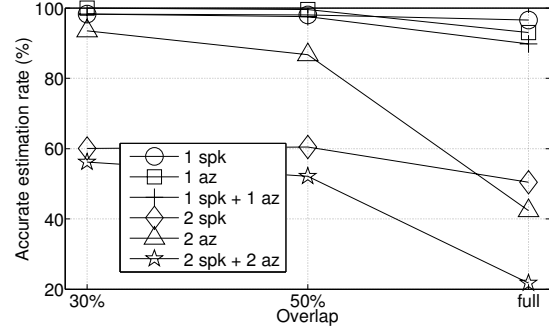 Accurate estimation rate (%)
100
80
60
40
20
1 spk
1 az
1 spk + 1 az
2 spk
2 az
2 spk + 2 az
30%
50%
full
Overlap